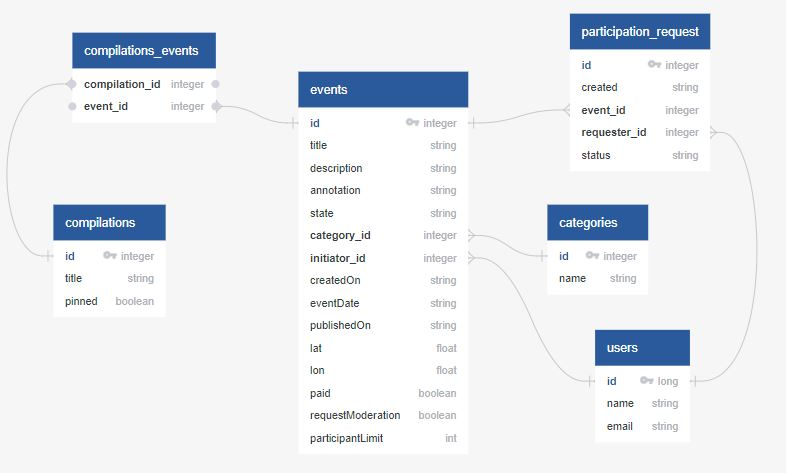 compilations_events
compilation_id integer
event_id integer
compilations
id integer
title string
pinned boolean
events
id integer
title string
description string
annotation string
state string
category_id integer
initiator_id integer
createdOn string
eventDate string
publishedOn string
lat float
lon float
paid boolean
requestModeration boolean
participantLimit int
participation_request
id integer
created string
event_id integer
requester_id integer
status string
categories
id integer
name string
users
id long
name string
email string